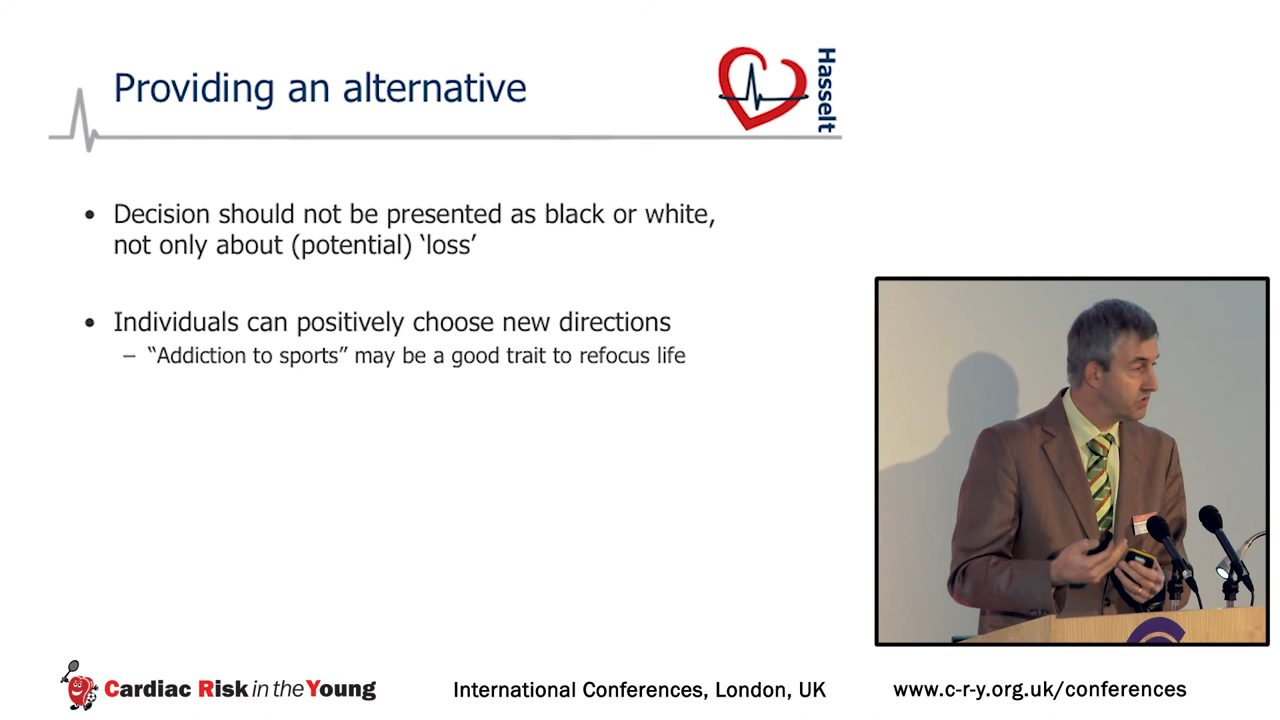 Providing an alternative
Hasselt
• Decision should not be presented as black or white,
not only about (potential) ‘loss’
• Individuals can positively choose new directions
– “Addiction to sports” may be a good trait to refocus life
Cardiac Risk in the Young
International Conferences, London, UK
www.c-r-y.org.uk/conferences